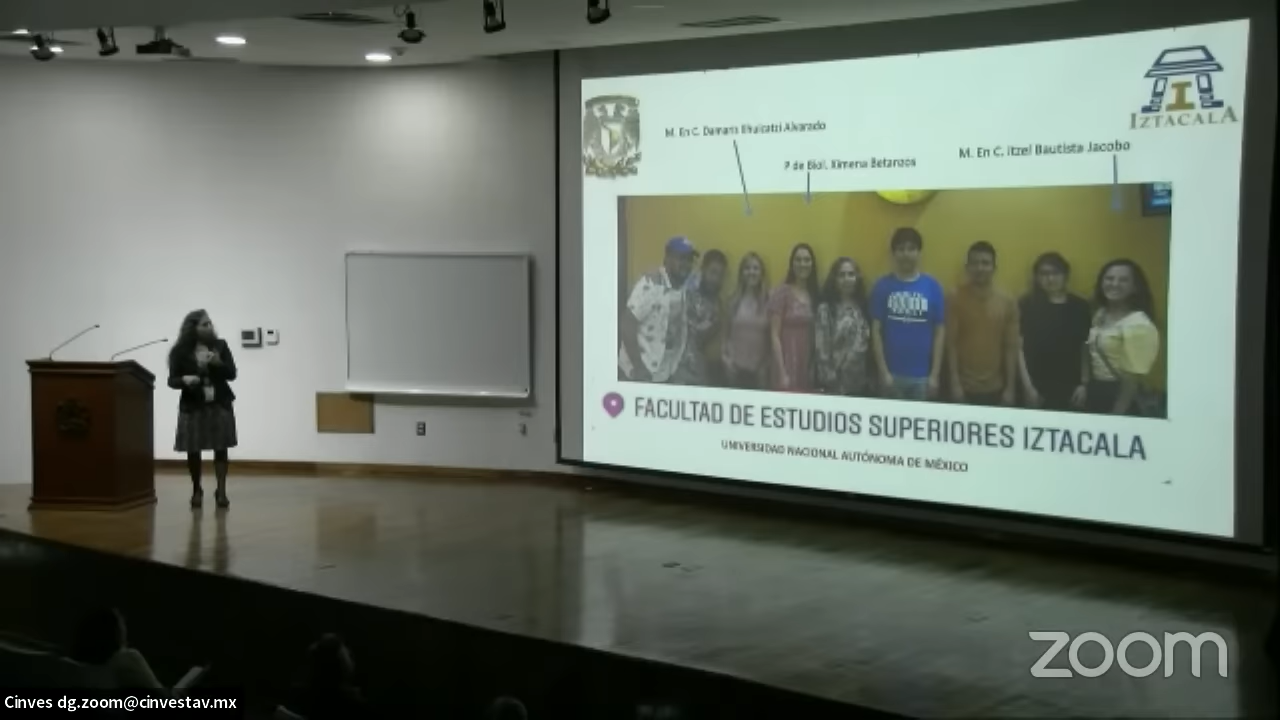 IZTACALA
M. En C. Damaris Ilhuicatzi Alvarado
P de Biol. Ximena Betanzos
M. En C. Itzel Bautista Jacobo
FACULTAD DE ESTUDIOS SUPERIORES IZTACALA
UNIVERSIDAD NACIONAL AUTÓNOMA DE MÉXICO
zoom
Cinves dg.zoom@cinvestav.mx